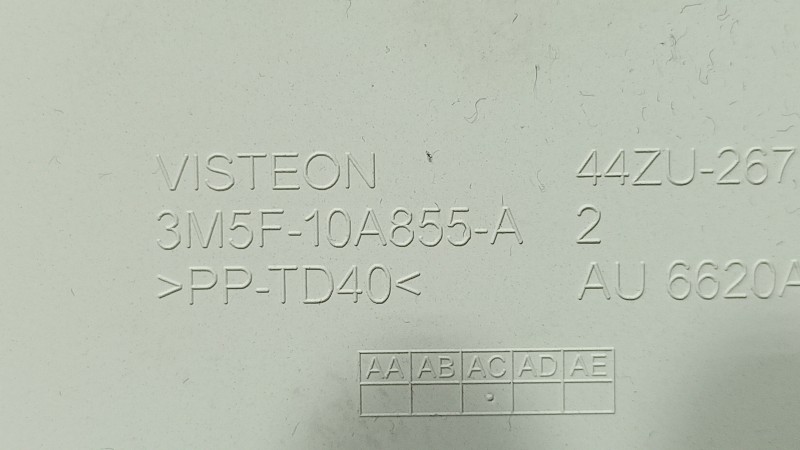 VISTEON 44ZU-267
3M5F-10A855-A 2
>PP-TD40< AU 6620A
AA AB AC AD AE